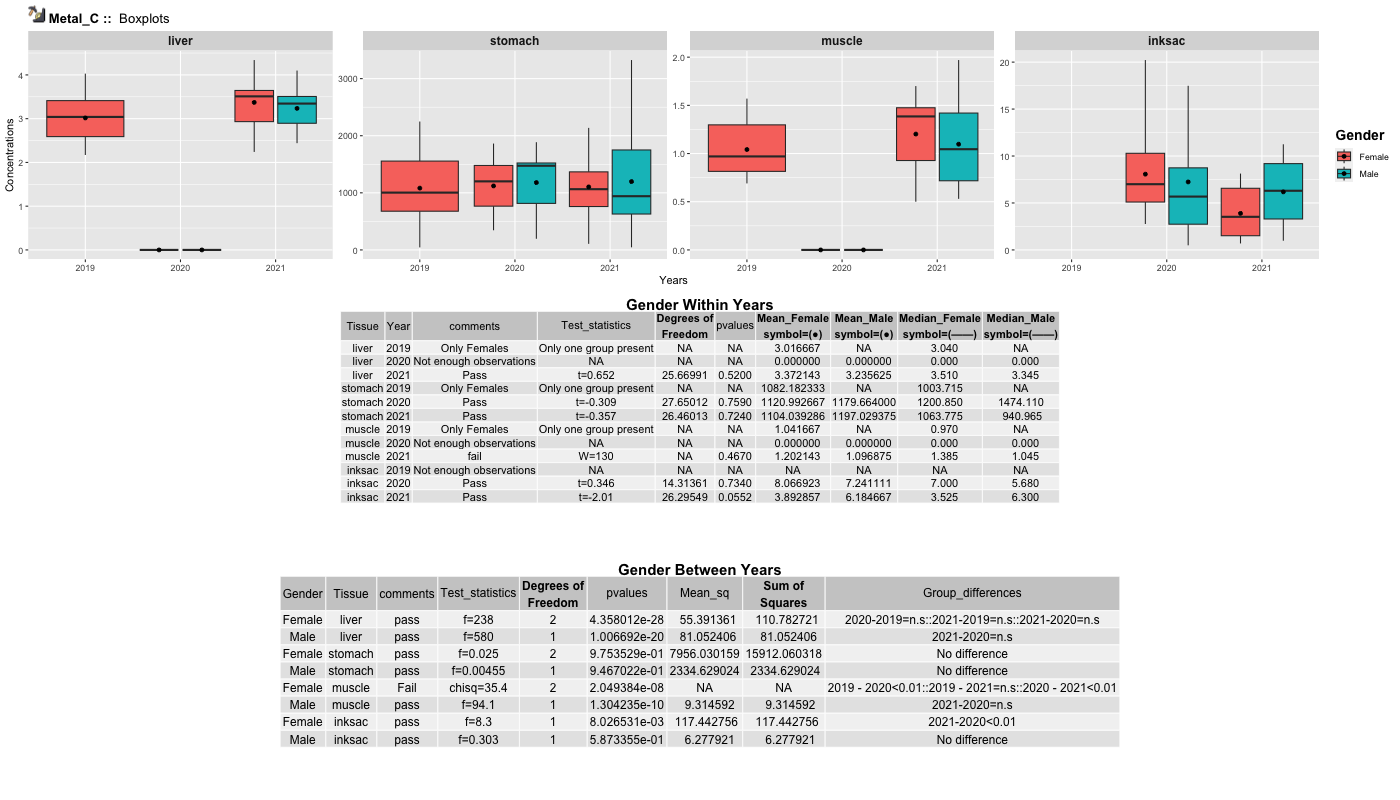 Metal_C :: Boxplots
liver stomach muscle inksac
Concentrations
4
3
2
1
0
3000
2000
1000
0
2.0
1.5
1.0
0.5
0.0
20
15
10
5
0
2019 2020 2021 2019 2020 2021 2019 2020 2021 2019 2020 2021
Years
Gender
Female
Male
Gender Within Years
Tissue Year comments Test_statistics Degrees of Freedom pvalues Mean_Female symbol=(●) Mean_Male symbol=(●) Median_Female symbol=(——) Median_Male symbol=(——)
liver 2019 Only Females Only one group present NA NA 3.016667 NA 3.040 NA
liver 2020 Not enough observations NA NA NA 0.000000 0.000000 0.000 0.000
liver 2021 Pass t=0.652 25.66991 0.5200 3.372143 3.235625 3.510 3.345
stomach 2019 Only Females Only one group present NA NA 1082.182333 NA 1003.715 NA
stomach 2020 Pass t=-0.309 27.65012 0.7590 1120.992667 1179.664000 1200.850 1474.110
stomach 2021 Pass t=-0.357 26.46013 0.7240 1104.039286 1197.029375 1063.775 940.965
muscle 2019 Only Females Only one group present NA NA 1.041667 NA 0.970 NA
muscle 2020 Not enough observations NA NA NA 0.000000 0.000000 0.000 0.000
muscle 2021 fail W=130 NA 0.4670 1.202143 1.096875 1.385 1.045
inksac 2019 Not enough observations NA NA NA NA NA NA NA
inksac 2020 Pass t=0.346 14.31361 0.7340 8.066923 7.241111 7.000 5.680
inksac 2021 Pass t=-2.01 26.29549 0.0552 3.892857 6.184667 3.525 6.300
Gender Between Years
Gender Tissue comments Test_statistics Degrees of Freedom pvalues Mean_sq Sum of Squares Group_differences
Female liver pass f=238 2 4.358012e-28 55.391361 110.782721 2020-2019=n.s::2021-2019=n.s::2021-2020=n.s
Male liver pass f=580 1 1.006692e-20 81.052406 81.052406 2021-2020=n.s
Female stomach pass f=0.025 2 9.753529e-01 7956.030159 15912.060318 No difference
Male stomach pass f=0.00455 1 9.467022e-01 2334.629024 2334.629024 No difference
Female muscle Fail chisq=35.4 2 2.049384e-08 NA NA 2019 - 2020<0.01::2019 - 2021=n.s::2020 - 2021<0.01
Male muscle pass f=94.1 1 1.304235e-10 9.314592 9.314592 2021-2020=n.s
Female inksac pass f=8.3 1 8.026531e-03 117.442756 117.442756 2021-2020<0.01
Male inksac pass f=0.303 1 5.873355e-01 6.277921 6.277921 No difference